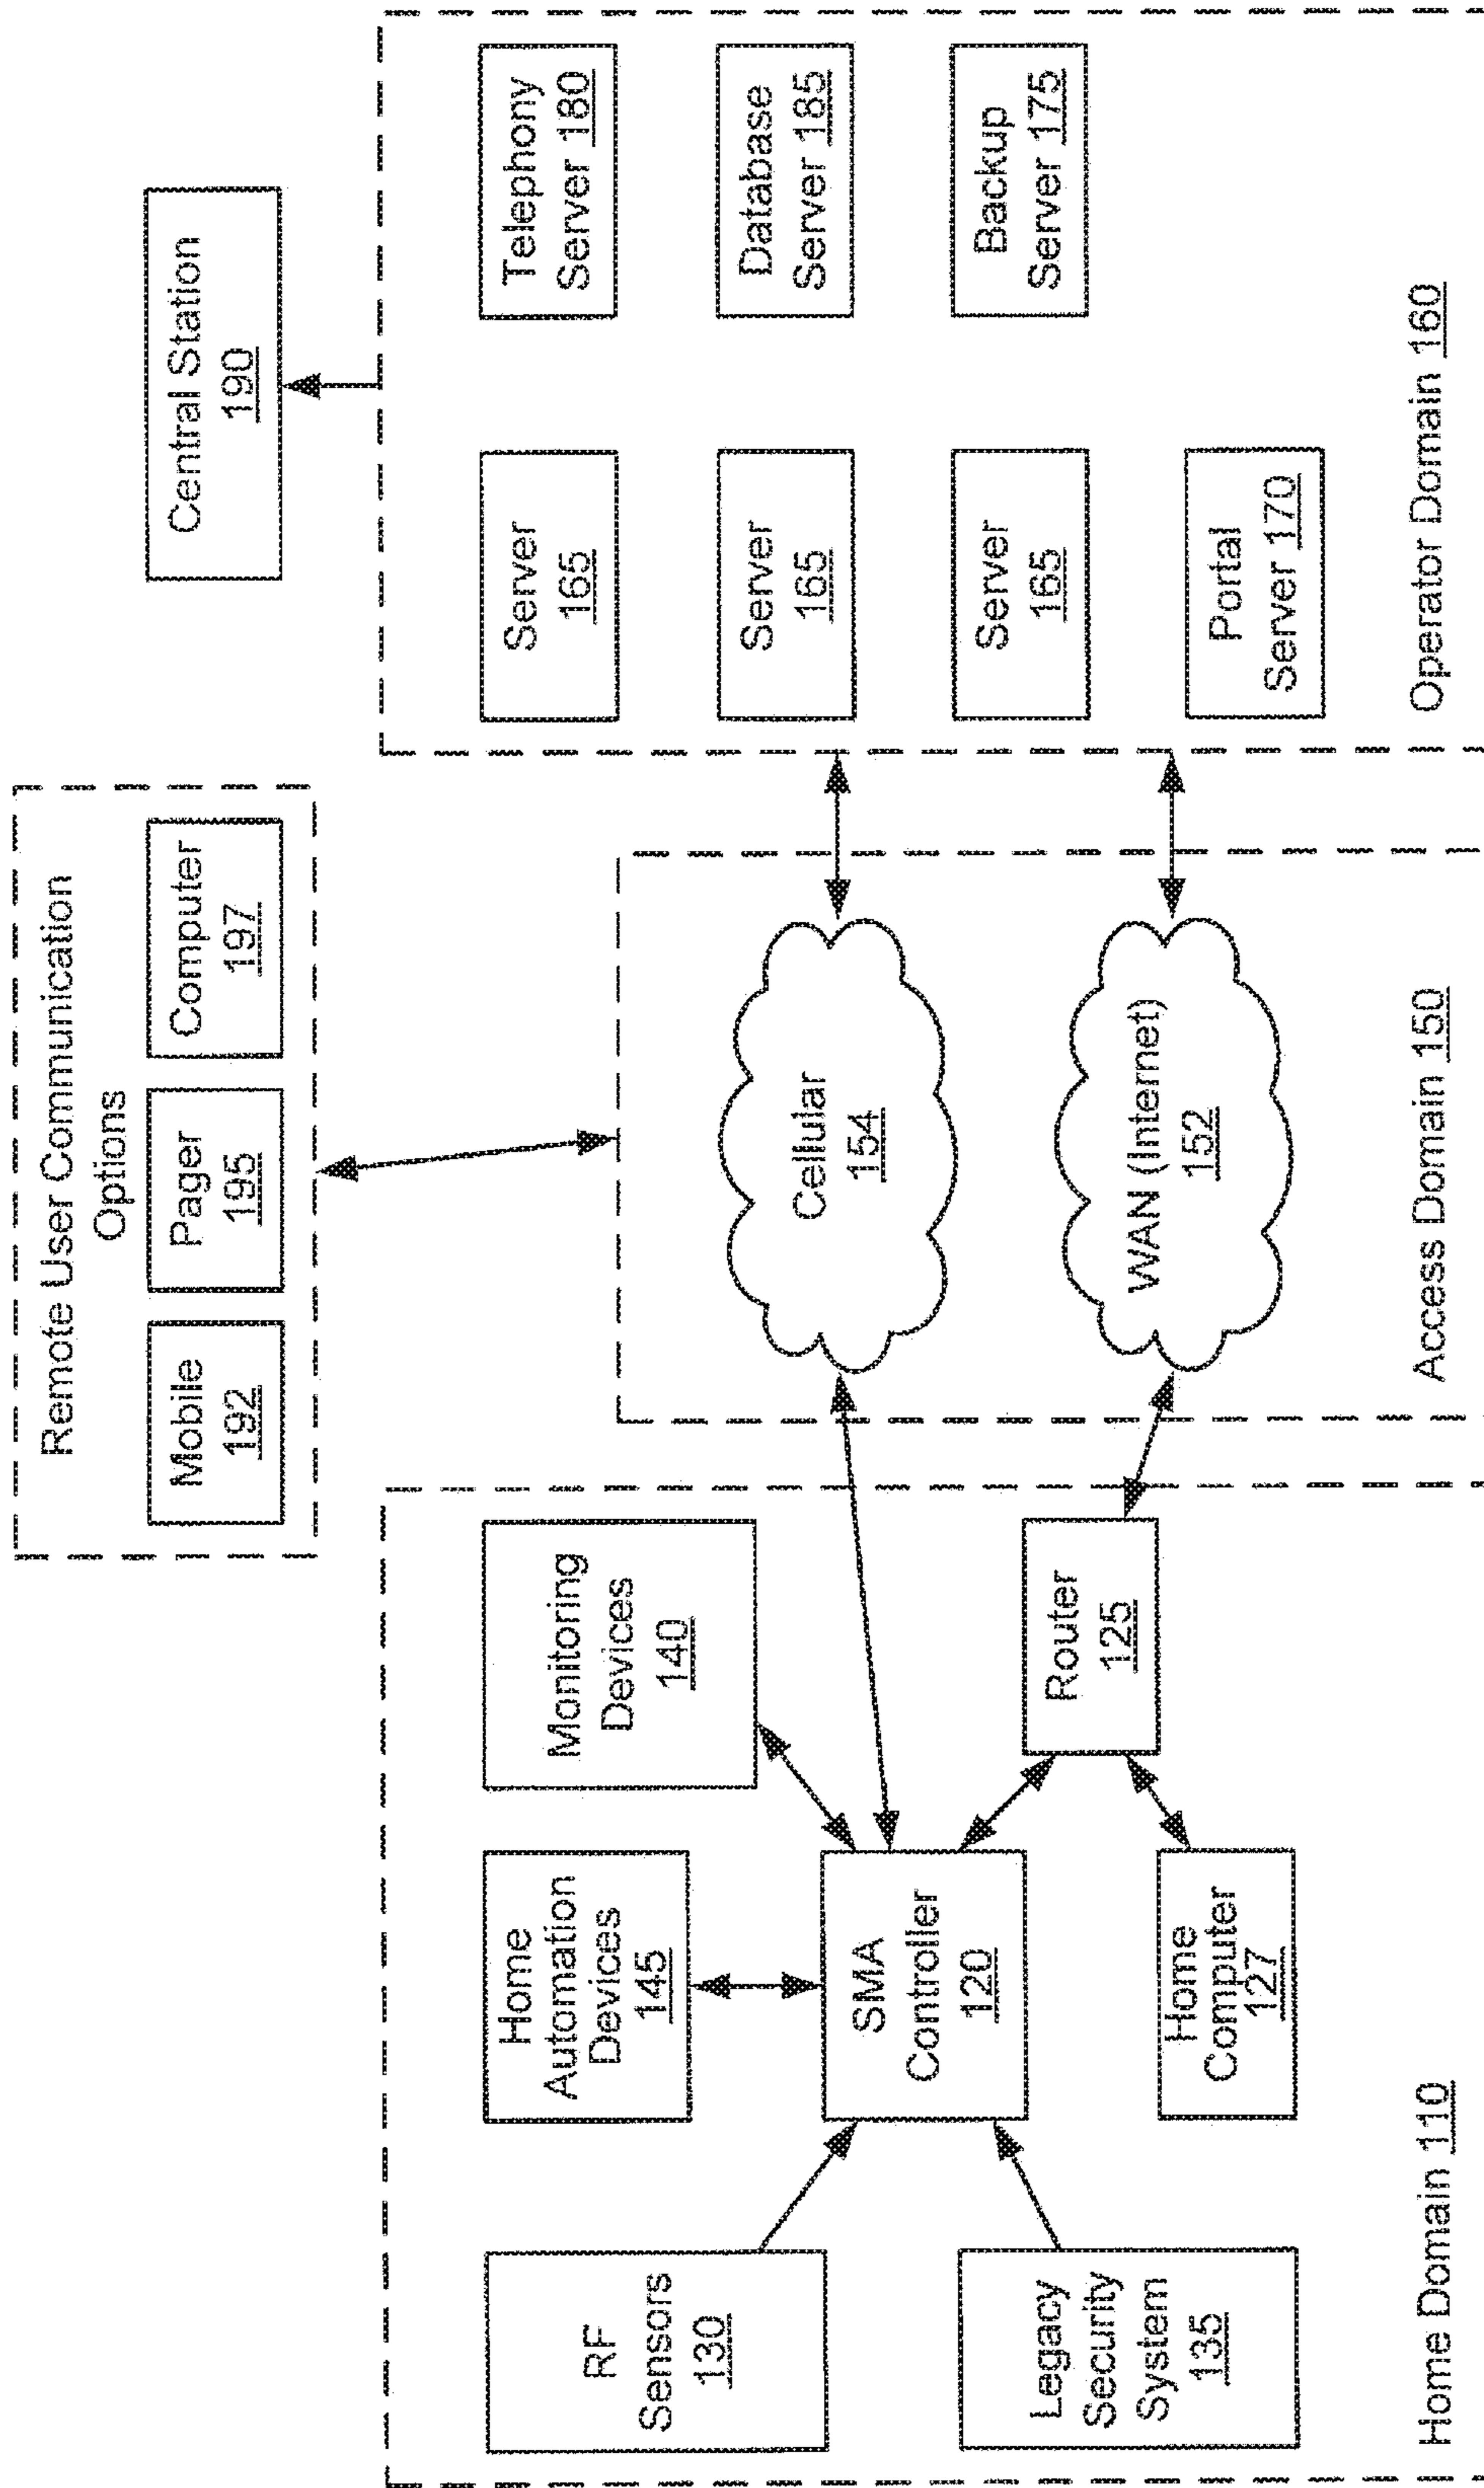 Remote User Communication
Options
Mobile
192
Pager
195
Computer
197
Central Station
190
RF
Sensors
130
Legacy
Security
System
135
Home
Automation
Devices
145
SMA
Controller
120
Home
Computer
127
Monitoring
Devices
140
Router
125
Home Domain 110
Cellular
154
WAN (Internet)
152
Access Domain 150
Server
165
Server
165
Server
165
Portal
Server 170
Telephony
Server 180
Database
Server 185
Backup
Server 175
Operator Domain 160